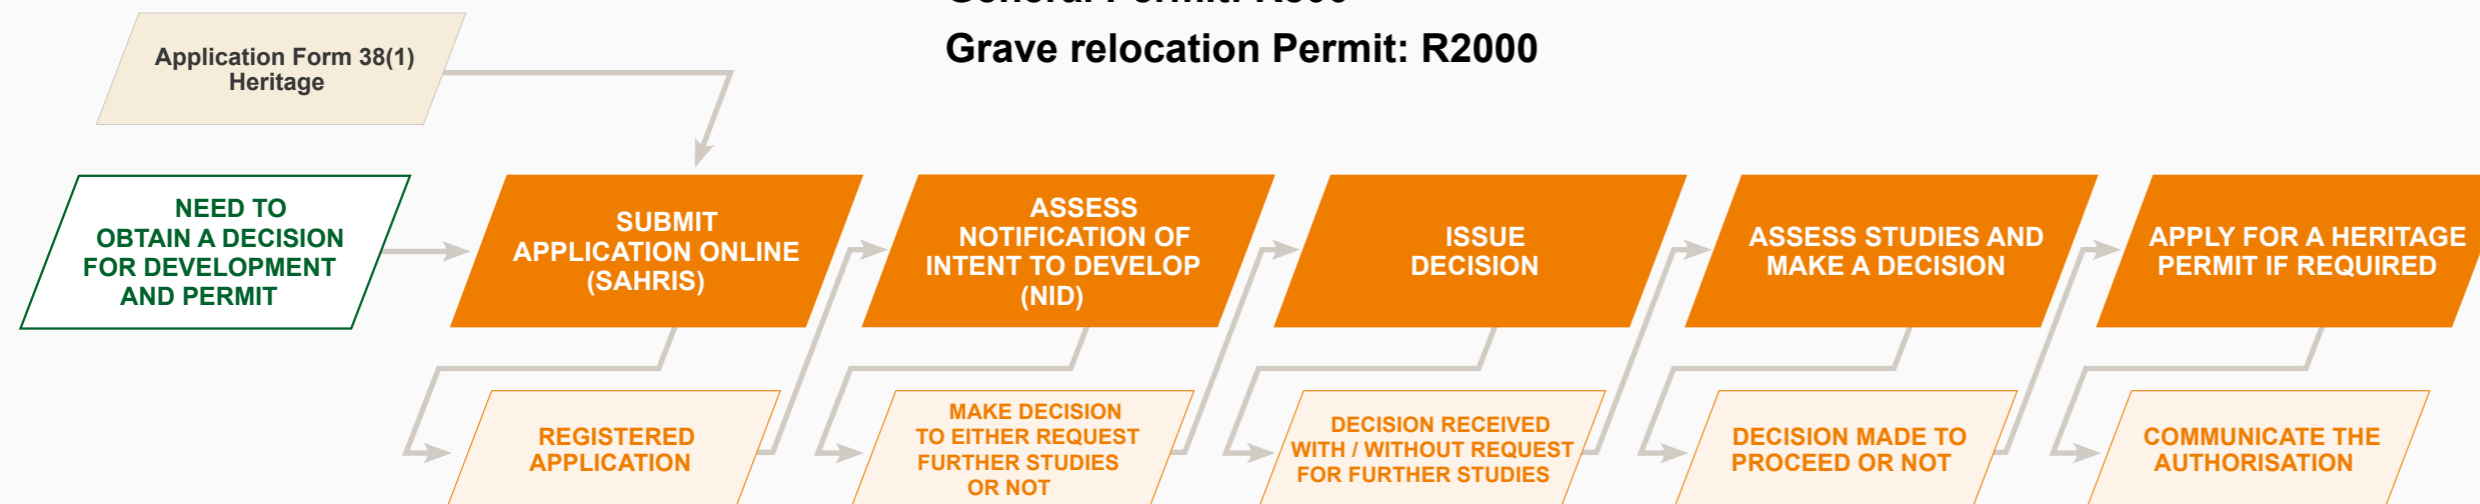 Grave relocation Permit: R2000
Application Form 38(1)
Heritage
NEED TO
OBTAIN A DECISION
FOR DEVELOPMENT
AND PERMIT
SUBMIT
APPLICATION ONLINE
(SAHRIS)
ASSESS
NOTIFICATION OF
INTENT TO DEVELOP
(NID)
ISSUE
DECISION
ASSESS STUDIES AND
MAKE A DECISION
APPLY FOR A HERITAGE
PERMIT IF REQUIRED
REGISTERED
APPLICATION
MAKE DECISION
TO EITHER REQUEST
FURTHER STUDIES
OR NOT
DECISION RECEIVED
WITH / WITHOUT REQUEST
FOR FURTHER STUDIES
DECISION MADE TO
PROCEED OR NOT
COMMUNICATE THE
AUTHORISATION